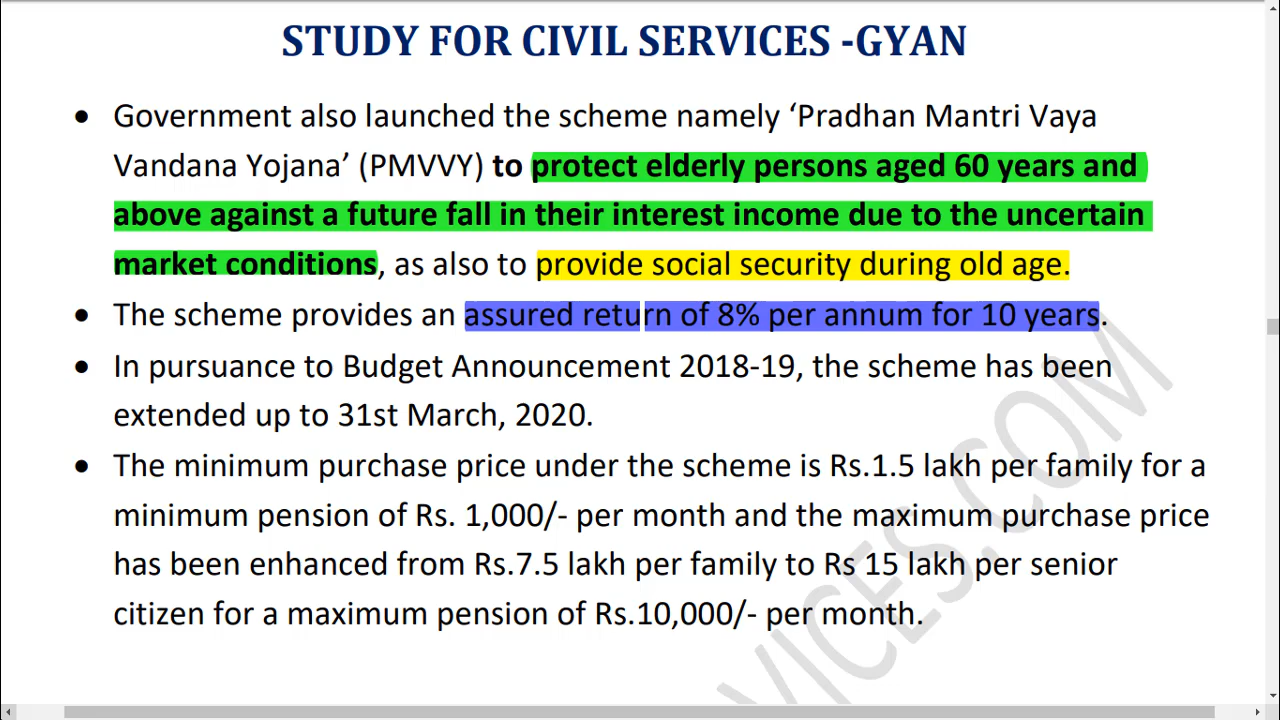 STUDY FOR CIVIL SERVICES -GYAN
• Government also launched the scheme namely ‘Pradhan Mantri Vaya
Vandana Yojana’ (PMVVY) to protect elderly persons aged 60 years and
above against a future fall in their interest income due to the uncertain
market conditions, as also to provide social security during old age.
• The scheme provides an assured return of 8% per annum for 10 years.
• In pursuance to Budget Announcement 2018-19, the scheme has been
extended up to 31st March, 2020.
• The minimum purchase price under the scheme is Rs.1.5 lakh per family for a
minimum pension of Rs. 1,000/- per month and the maximum purchase price
has been enhanced from Rs.7.5 lakh per family to Rs 15 lakh per senior
citizen for a maximum pension of Rs.10,000/- per month.
VICES.COM